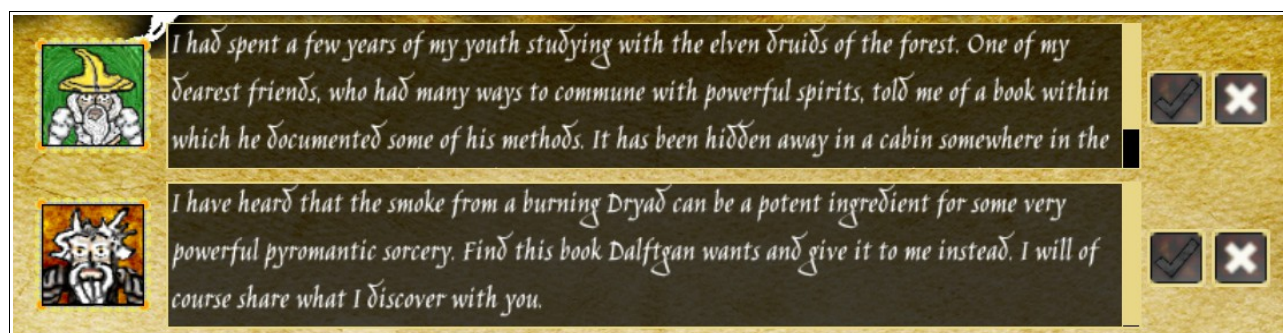 I had spent a few years of my youth studying with the elven druids of the forest. One of my
dearest friends, who had many ways to commune with powerful spirits, told me of a book within
which he documented some of his methods. It has been hidden away in a cabin somewhere in the
I have heard that the smoke from a burning Dryad can be a potent ingredient for some very
powerful pyromantic sorcery. Find this book Dalftgan wants and give it to me instead. I will of
course share what I discover with you.